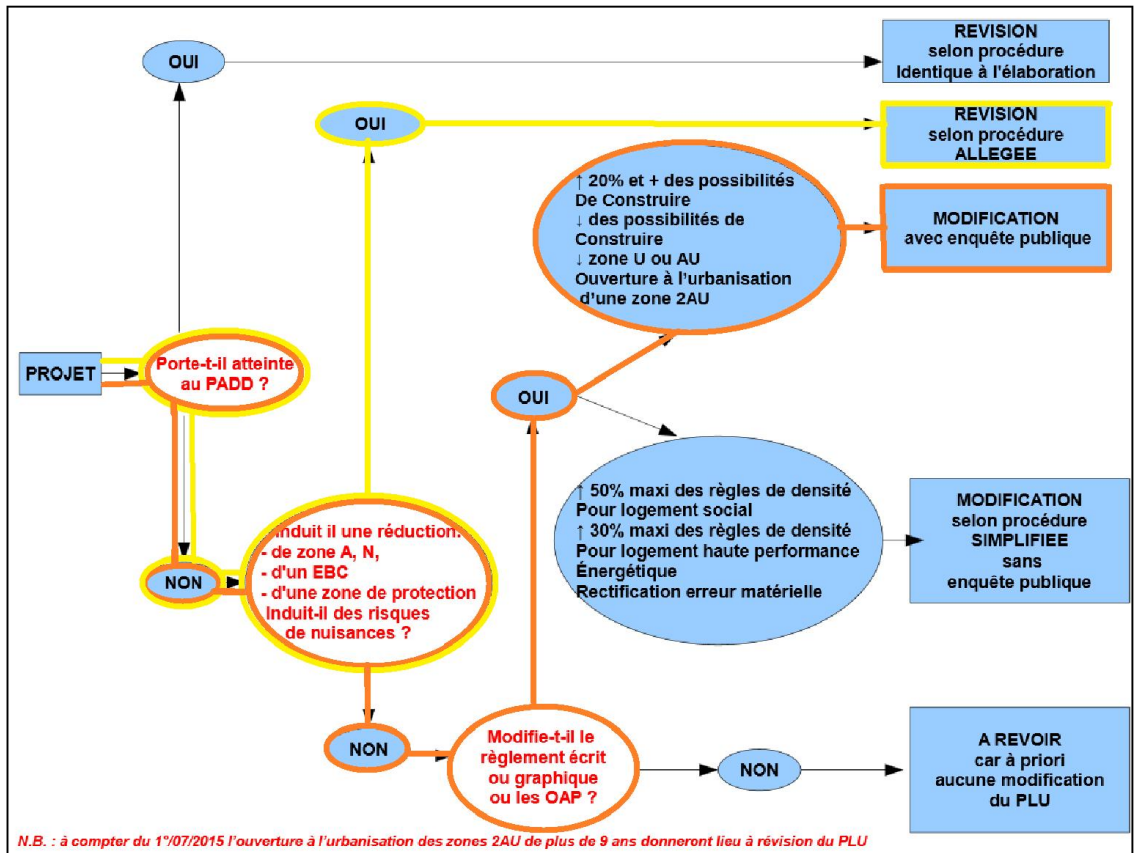 OUI
REVISION
selon procédure
Identique à l'élaboration
OUI
REVISION
selon procédure
ALLEGEE
↑ 20% et + des possibilités
De Construire
↓ des possibilités de
Construire
↓ zone U ou AU
Ouverture à l'urbanisation
d'une zone 2AU
MODIFICATION
avec enquête publique
PROJET
Porte-t-il atteinte
au PADD ?
OUI
↑ 50% maxi des règles de densité
Pour logement social
↑ 30% maxi des règles de densité
Pour logement haute performance
Énergétique
Rectification erreur matérielle
MODIFICATION
selon procédure
SIMPLIFIEE
sans
enquête publique
NON
Induit il une réduction:
- de zone A, N,
- d'un EBC
- d'une zone de protection
Induit-il des risques
de nuisances ?
NON
Modifie-t-il le
règlement écrit
ou graphique
ou les OAP ?
NON
A REVOIR
car à priori
aucune modification
du PLU
N.B. : à compter du 1°/07/2015 l'ouverture à l'urbanisation des zones 2AU de plus de 9 ans donneront lieu à révision du PLU